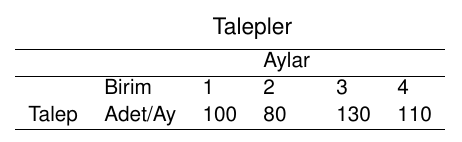 Talepler
Aylar
Birim 1 2 3 4
Talep Adet/Ay 100 80 130 110